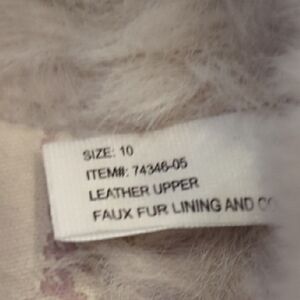 SIZE: 10
ITEM#: 74346-05
LEATHER UPPER
FAUX FUR LINING AND